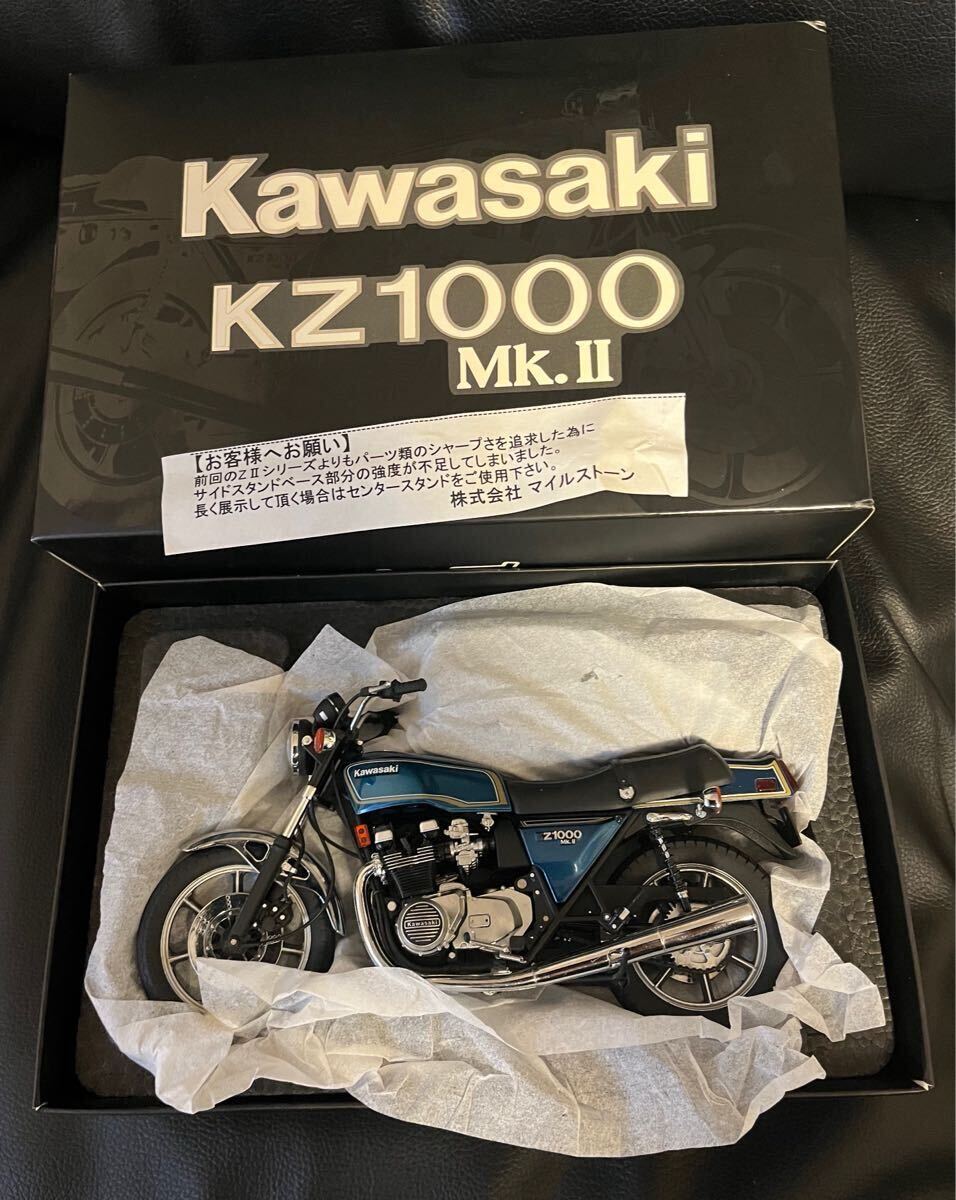 Kawasaki
KZ1000
Mk.II
【お客様へお願い】
前回のZⅡシリーズよりもパーツ類のシャープさを追求した為に
サイドスタンドベース部分の強度が不足してしまいました。
長く展示して頂く場合はセンタースタンドをご使用下さい。
株式会社 マイルストーン
Kawasaki
Z1000
Mk.II
Kawasaki